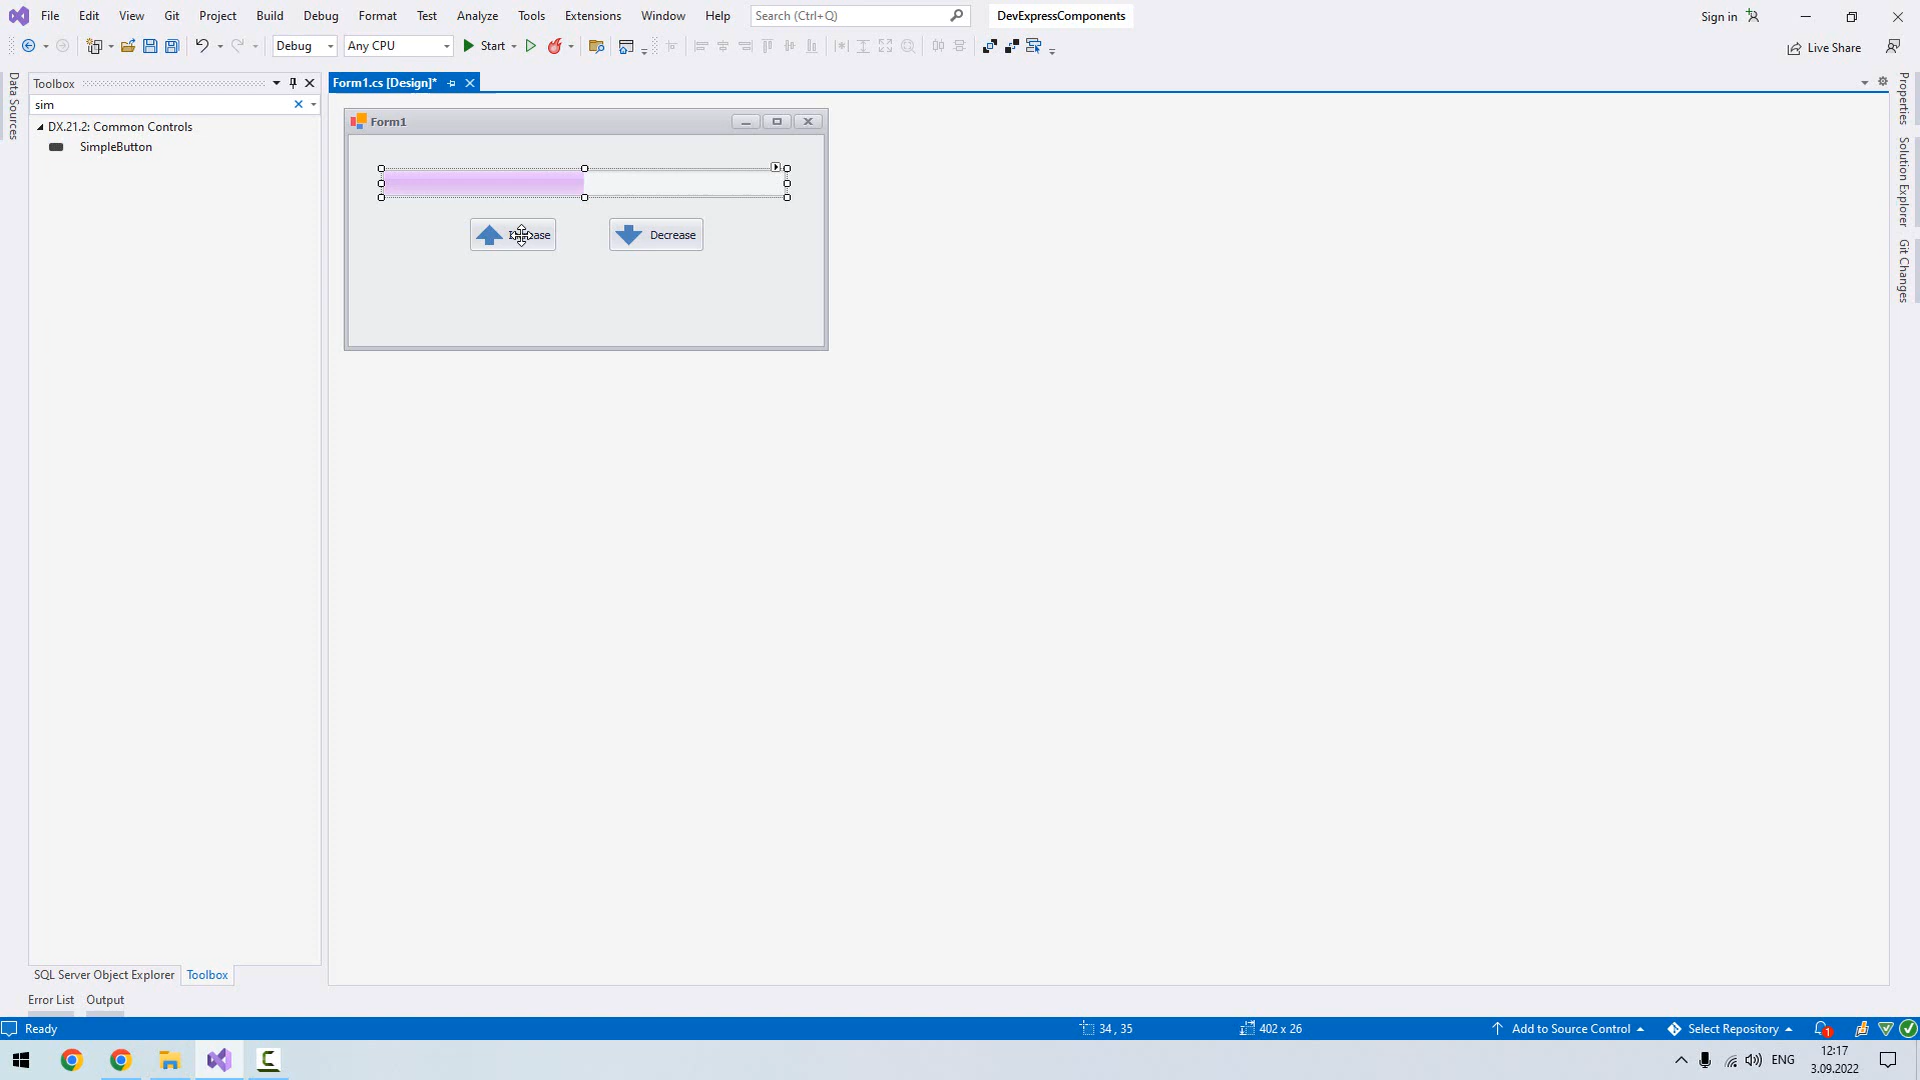 File Edit View Git Project Build Debug Format Test Analyze Tools Extensions Window Help Search (Ctrl+Q) DevExpressComponents Sign in
Debug Any CPU Start Live Share
Toolbox
Form1.cs [Design]*
sim
DX.21.2: Common Controls
SimpleButton
Data Sources
Form1
Decrease
Properties
Solution Explorer
Git Changes
SQL Server Object Explorer Toolbox
Error List Output
Ready 34 , 35 402 x 26 Add to Source Control Select Repository 1
ENG 12:17
3.09.2022